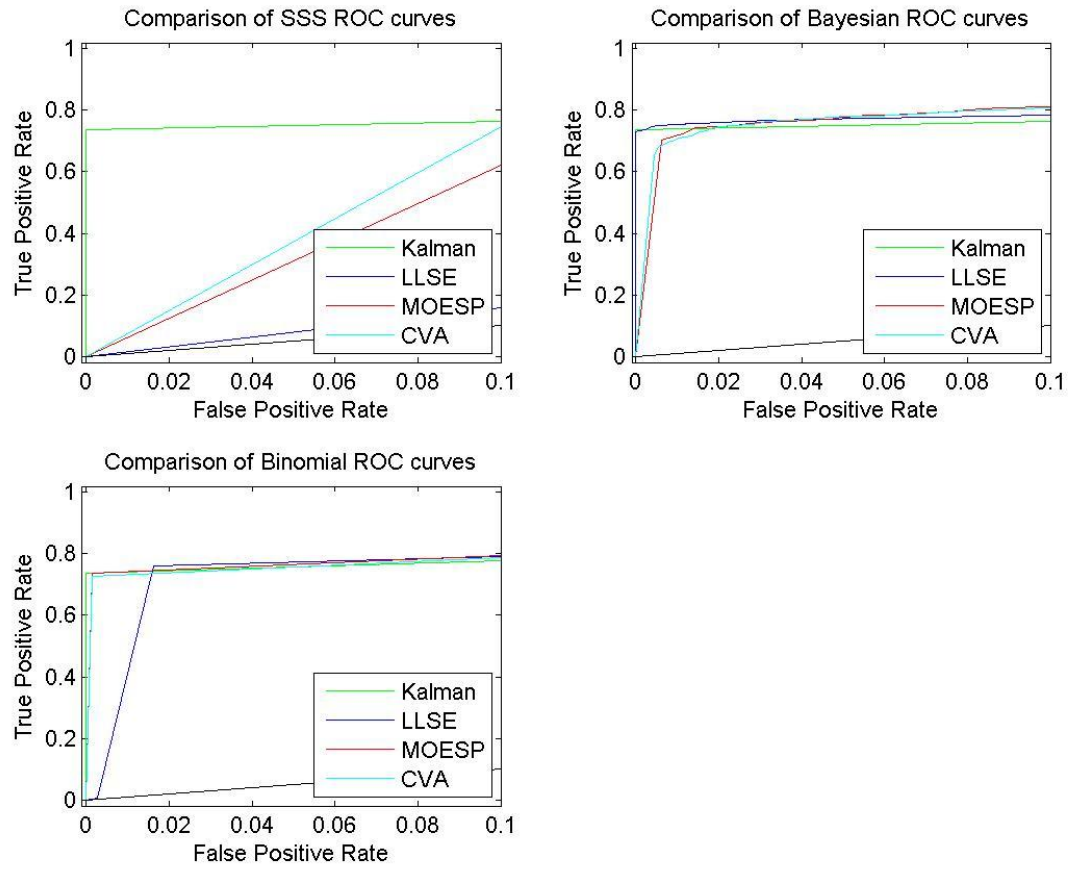 Comparison of SSS ROC curves
1
0.8
0.6
0.4
0.2
0
True Positive Rate
Kalman
LLSE
MOESP
CVA
0
0.02
0.04
0.06
0.08
0.1
False Positive Rate
Comparison of Bayesian ROC curves
1
0.8
0.6
0.4
0.2
0
True Positive Rate
Kalman
LLSE
MOESP
CVA
0
0.02
0.04
0.06
0.08
0.1
False Positive Rate
Comparison of Binomial ROC curves
1
0.8
0.6
0.4
0.2
0
True Positive Rate
Kalman
LLSE
MOESP
CVA
0
0.02
0.04
0.06
0.08
0.1
False Positive Rate